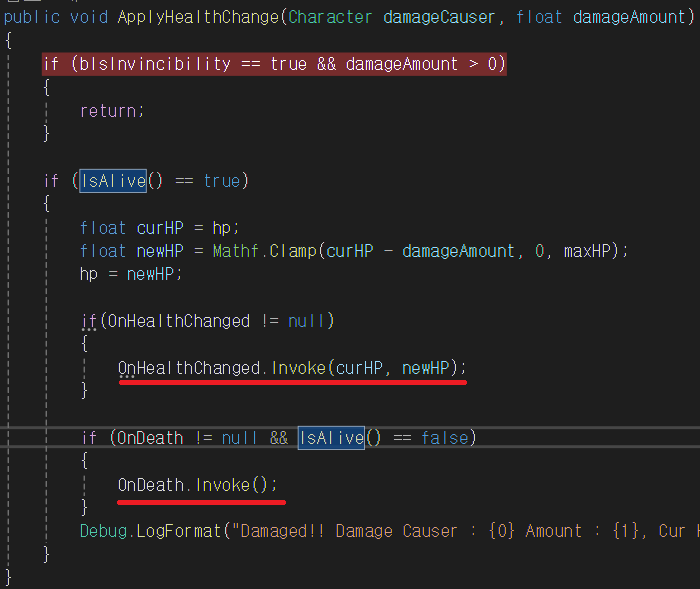 public void ApplyHealthChange(Character damageCauser, float damageAmount)
{
if (bIsInvincibility == true && damageAmount > 0)
{
return;
}
if (IsAlive() == true)
{
float curHP = hp;
float newHP = Mathf.Clamp(curHP - damageAmount, 0, maxHP);
hp = newHP;
if(OnHealthChanged != null)
{
OnHealthChanged.Invoke(curHP, newHP);
}
if (OnDeath != null && IsAlive() == false)
{
OnDeath.Invoke();
}
Debug.LogFormat("Damaged!! Damage Causer : {0} Amount : {1}, Cur
}
}